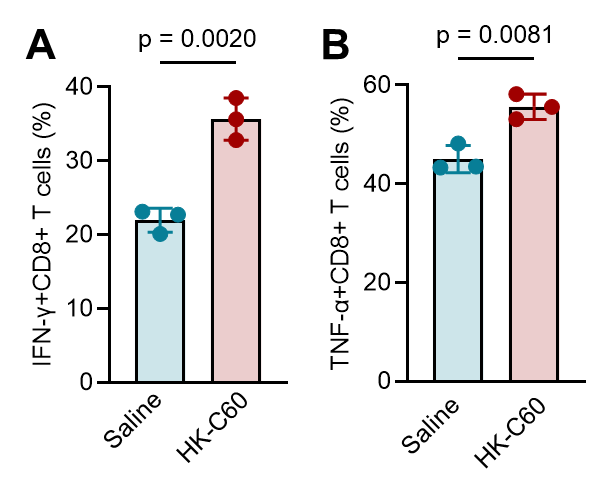 A
p = 0.0020
IFN-γ+CD8+ T cells (%)
40
30
20
10
0
Saline
HK-C60
B
p = 0.0081
TNF-α+CD8+ T cells (%)
60
40
20
0
Saline
HK-C60